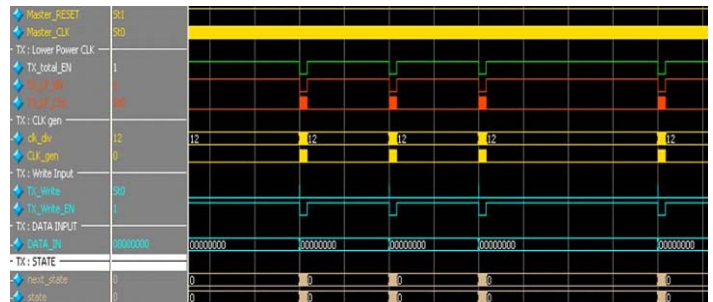 Master_RESET St1
Master_CLK St0
TX : Lower Power CLK
TX_total_EN 1
TX : CLK gen
clk_div 12 12 12 12 12 12
CLK_gen 0
TX : Write Input
TX_Write St0
TX_Write_EN 1
TX : DATA INPUT
DATA_IN 00000000 00000000 00000000 00000000 00000000 00000000
TX : STATE
next_state 0 0 0 0 0 0
state 0 0 0 0 0 0